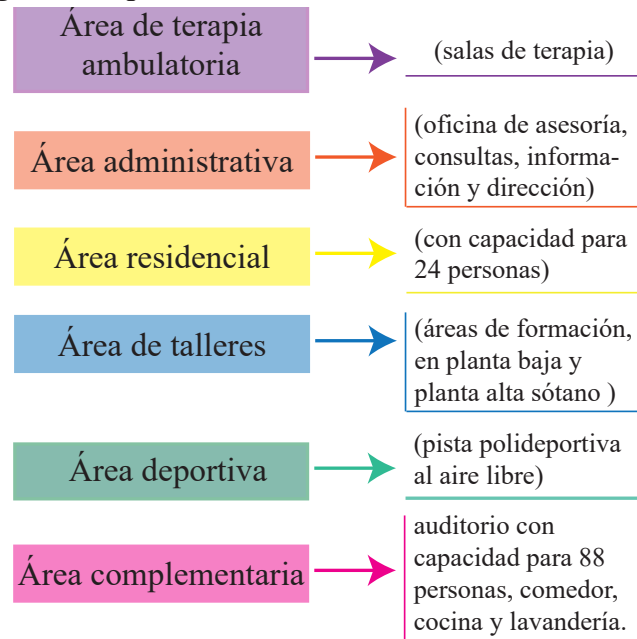 Área de terapia
ambulatoria
(salas de terapia)
Área administrativa
(oficina de asesoría,
consultas, informa-
ción y dirección)
Área residencial
(con capacidad para
24 personas)
Área de talleres
(áreas de formación,
en planta baja y
planta alta sótano )
Área deportiva
(pista polideportiva
al aire libre)
Área complementaria
auditorio con
capacidad para 88
personas, comedor,
cocina y lavandería.